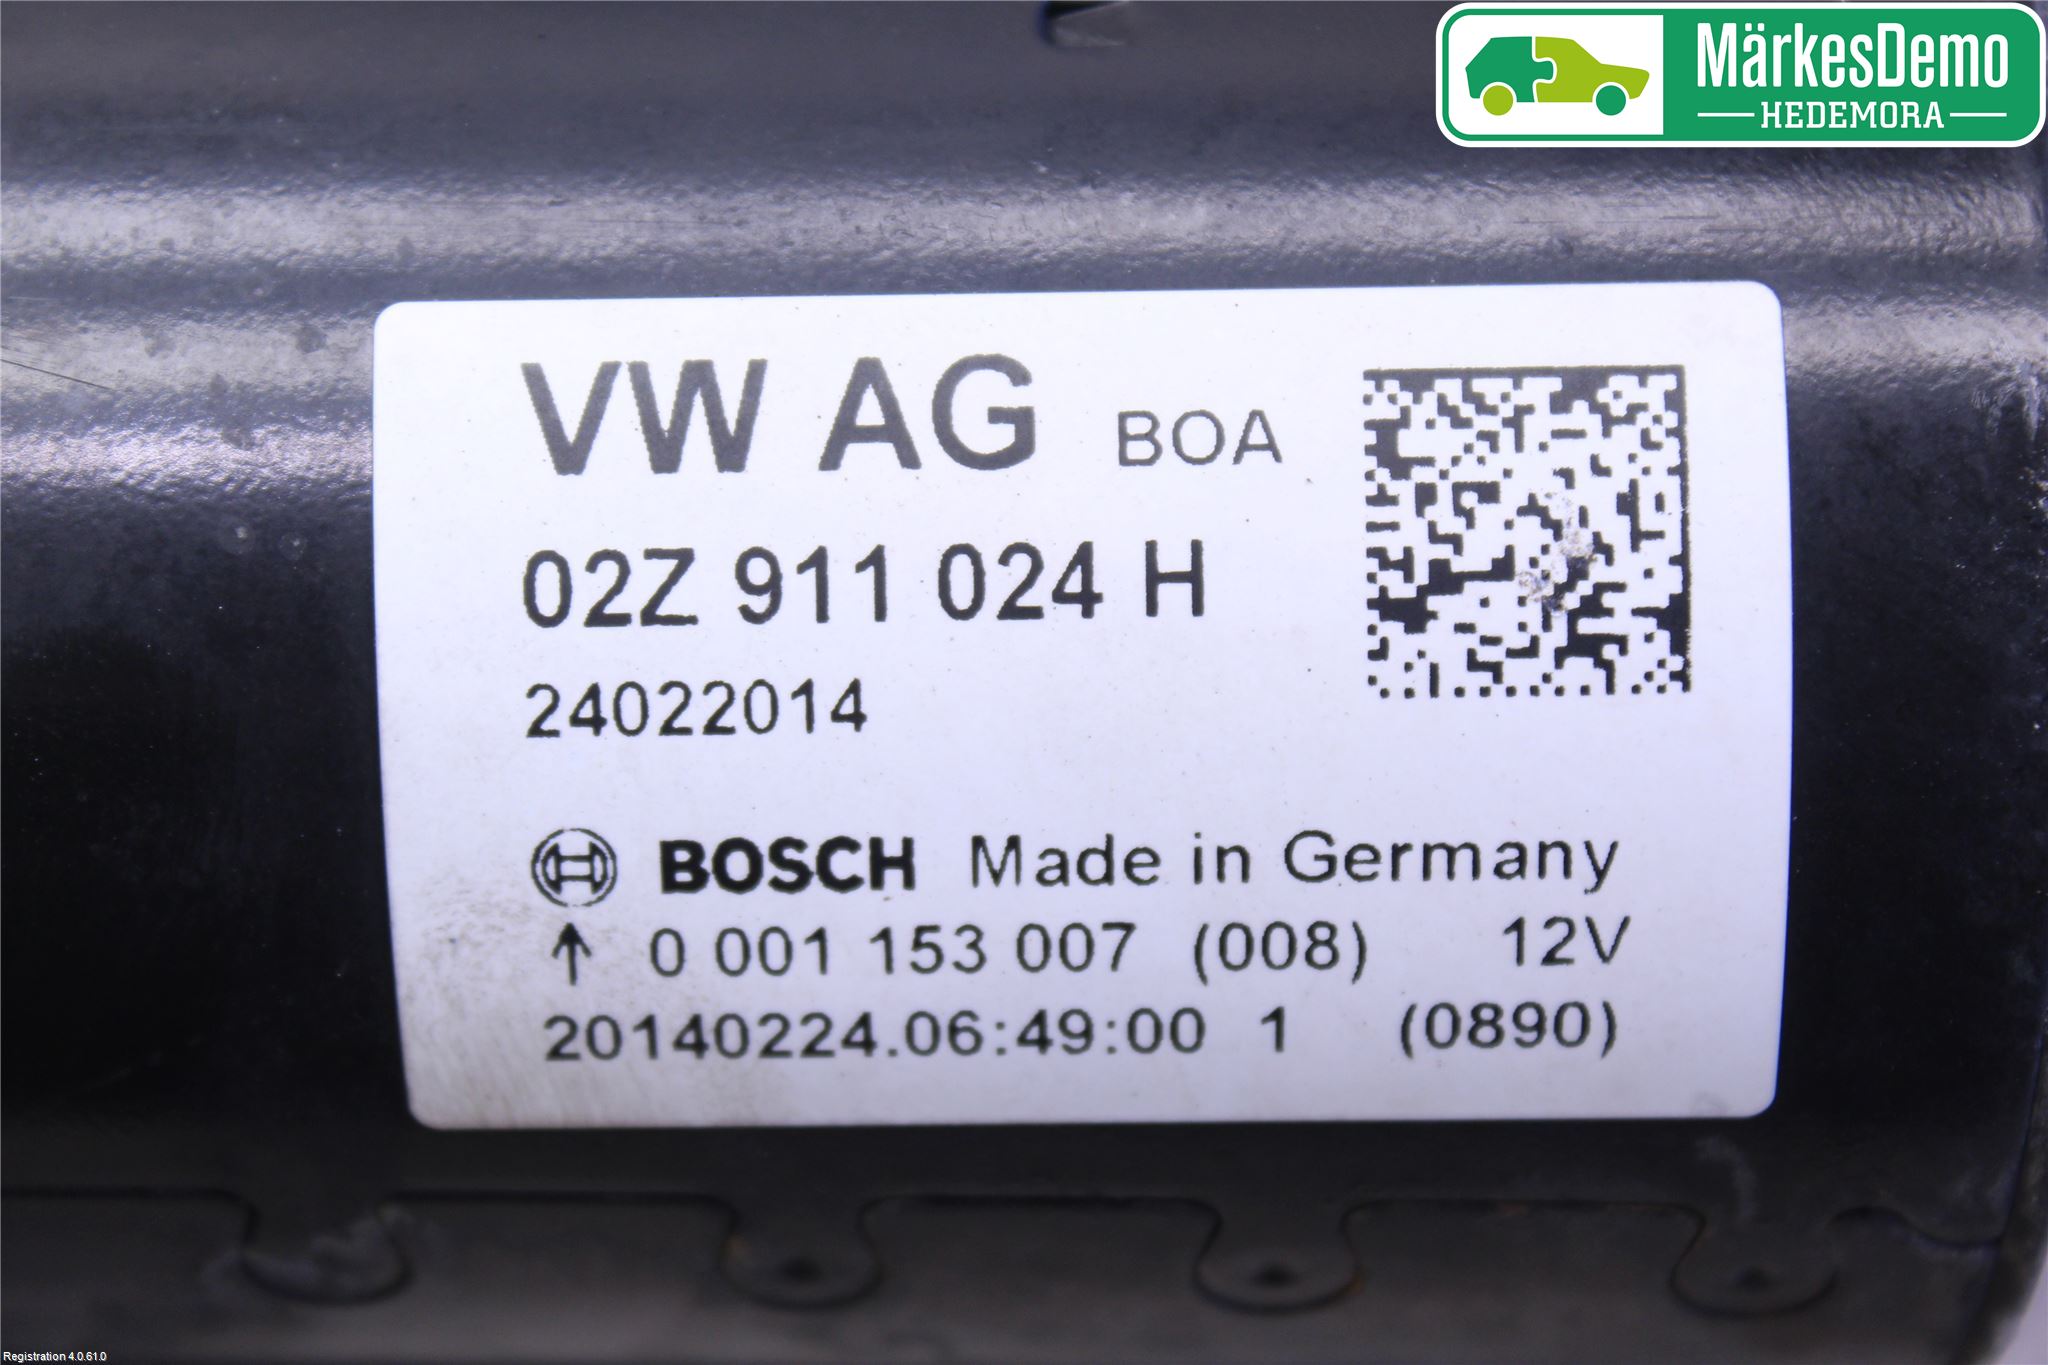 MärkesDemo
HEDEMORA
VW AG BOA
02Z 911 024 H
24022014
BOSCH Made in Germany
↑ 0 001 153 007 (008) 12V
20140224.06:49:00 1 (0890)
Registration 4.0.61.0